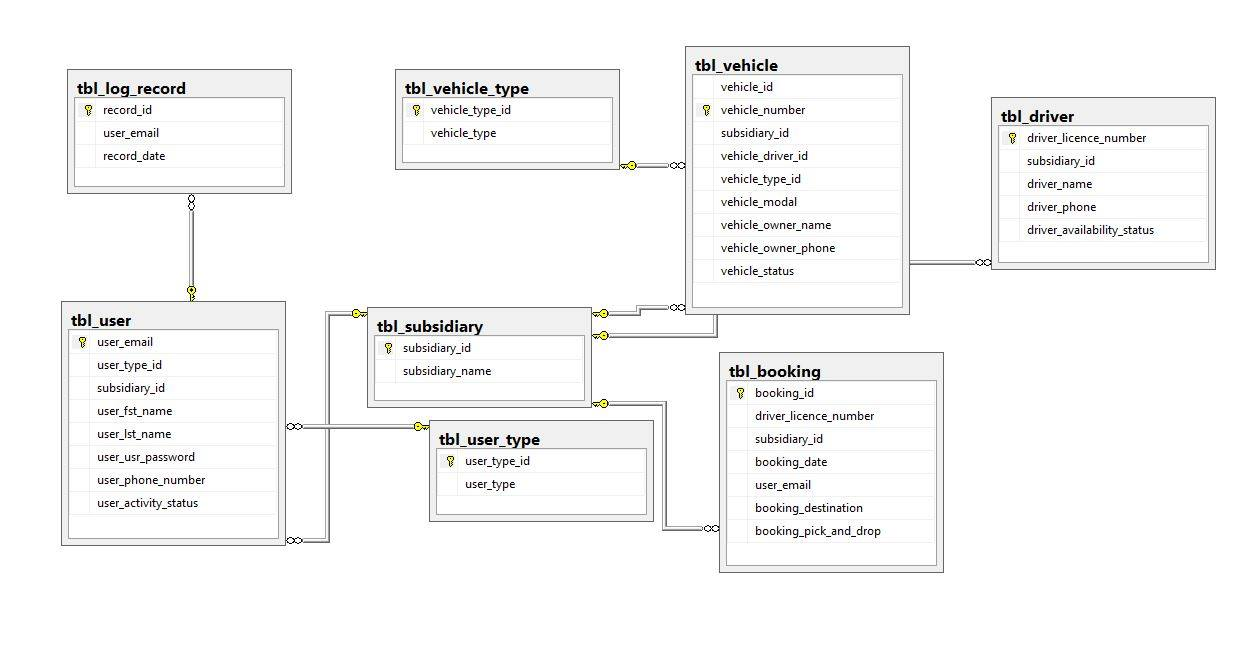 tbl_log_record
record_id
user_email
record_date
tbl_vehicle_type
vehicle_type_id
vehicle_type
tbl_vehicle
vehicle_id
vehicle_number
subsidiary_id
vehicle_driver_id
vehicle_type_id
vehicle_modal
vehicle_owner_name
vehicle_owner_phone
vehicle_status
tbl_driver
driver_licence_number
subsidiary_id
driver_name
driver_phone
driver_availability_status
tbl_user
user_email
user_type_id
subsidiary_id
user_fst_name
user_lst_name
user_usr_password
user_phone_number
user_activity_status
tbl_subsidiary
subsidiary_id
subsidiary_name
tbl_user_type
user_type_id
user_type
tbl_booking
booking_id
driver_licence_number
subsidiary_id
booking_date
user_email
booking_destination
booking_pick_and_drop